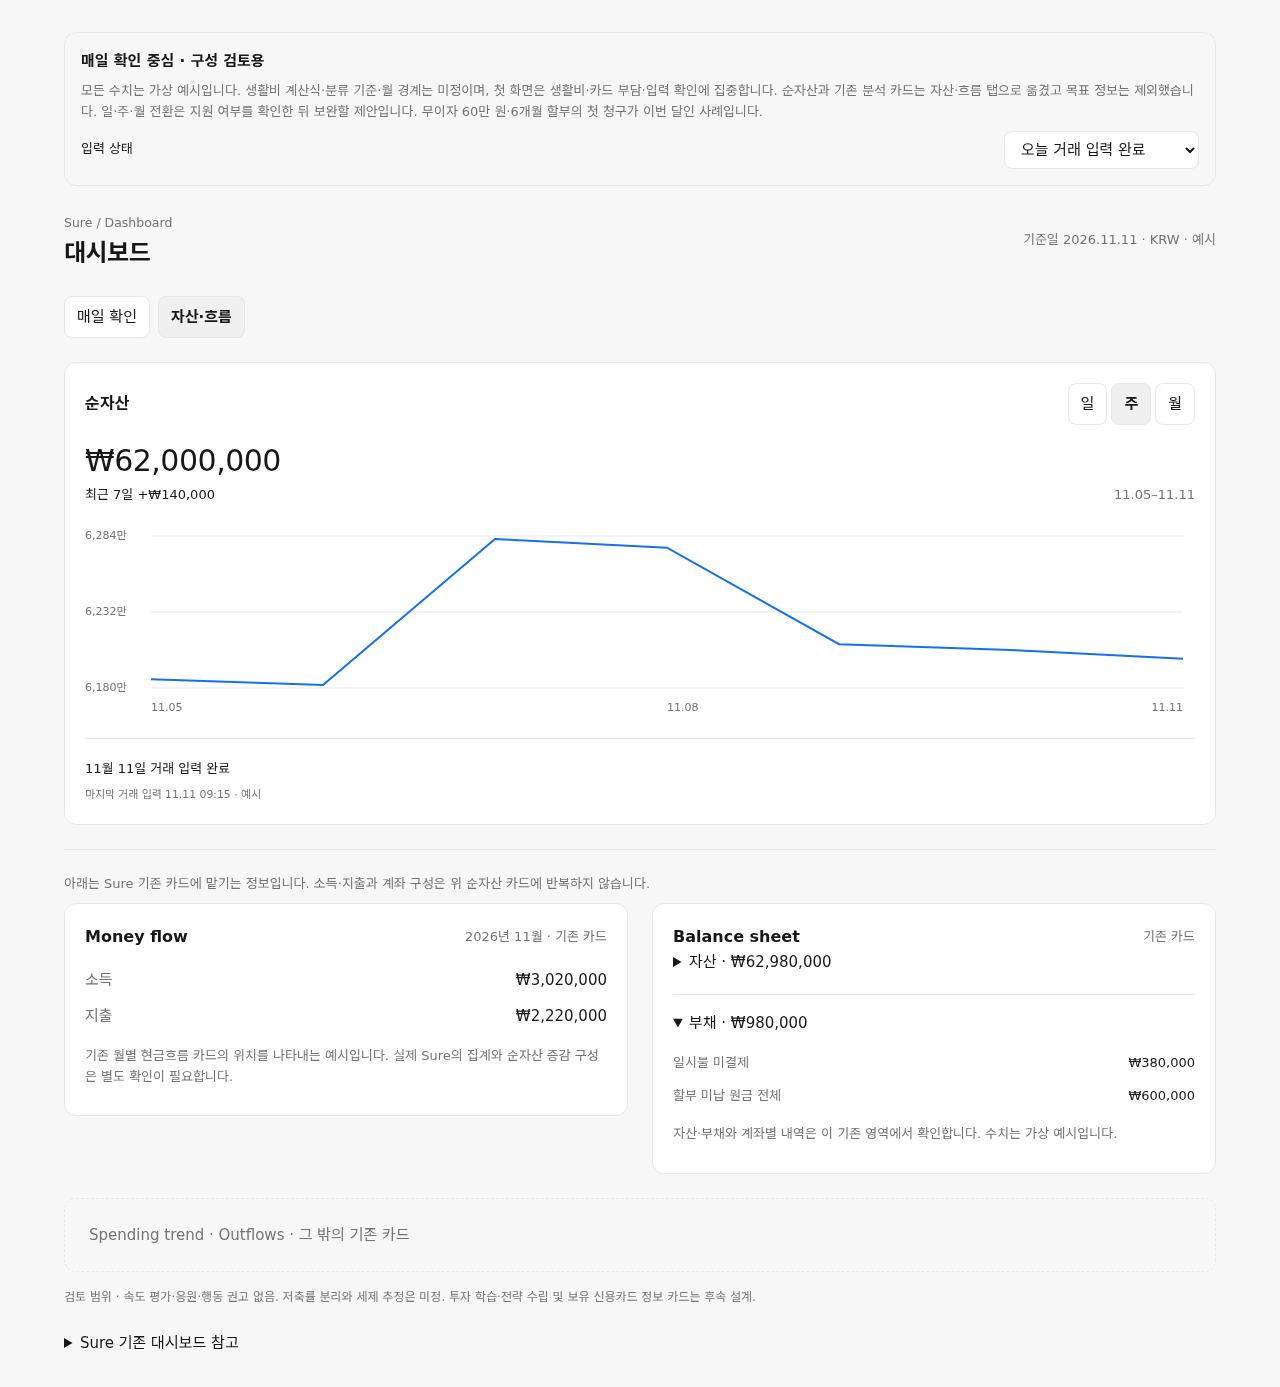 매일 확인 중심 · 구성 검토용
모든 수치는 가상 예시입니다. 생활비 계산식·분류 기준·월 경계는 미정이며, 첫 화면은 생활비·카드 부담·입력 확인에 집중합니다. 순자산과 기존 분석 카드는 자산·흐름 탭으로 옮겼고 목표 정보는 제외했습니
다. 일·주·월 전환은 지원 여부를 확인한 뒤 보완할 제안입니다. 무이자 60만 원·6개월 할부의 첫 청구가 이번 달인 사례입니다.
입력 상태
오늘 거래 입력 완료
Sure / Dashboard
대시보드
기준일 2026.11.11 · KRW · 예시
매일 확인
자산·흐름
순자산
일
주
월
₩62,000,000
최근 7일 +₩140,000
11.05–11.11
6,284만
6,232만
6,180만
11.05
11.08
11.11
11월 11일 거래 입력 완료
마지막 거래 입력 11.11 09:15 · 예시
아래는 Sure 기존 카드에 맡기는 정보입니다. 소득·지출과 계좌 구성은 위 순자산 카드에 반복하지 않습니다.
Money flow
2026년 11월 · 기존 카드
소득
₩3,020,000
지출
₩2,220,000
기존 월별 현금흐름 카드의 위치를 나타내는 예시입니다. 실제 Sure의 집계와 순자산 증감 구성
은 별도 확인이 필요합니다.
Balance sheet
기존 카드
▶ 자산 · ₩62,980,000
▼ 부채 · ₩980,000
일시불 미결제
₩380,000
할부 미납 원금 전체
₩600,000
자산·부채와 계좌별 내역은 이 기존 영역에서 확인합니다. 수치는 가상 예시입니다.
Spending trend · Outflows · 그 밖의 기존 카드
검토 범위 · 속도 평가·응원·행동 권고 없음. 저축률 분리와 세제 추정은 미정. 투자 학습·전략 수립 및 보유 신용카드 정보 카드는 후속 설계.
▶ Sure 기존 대시보드 참고